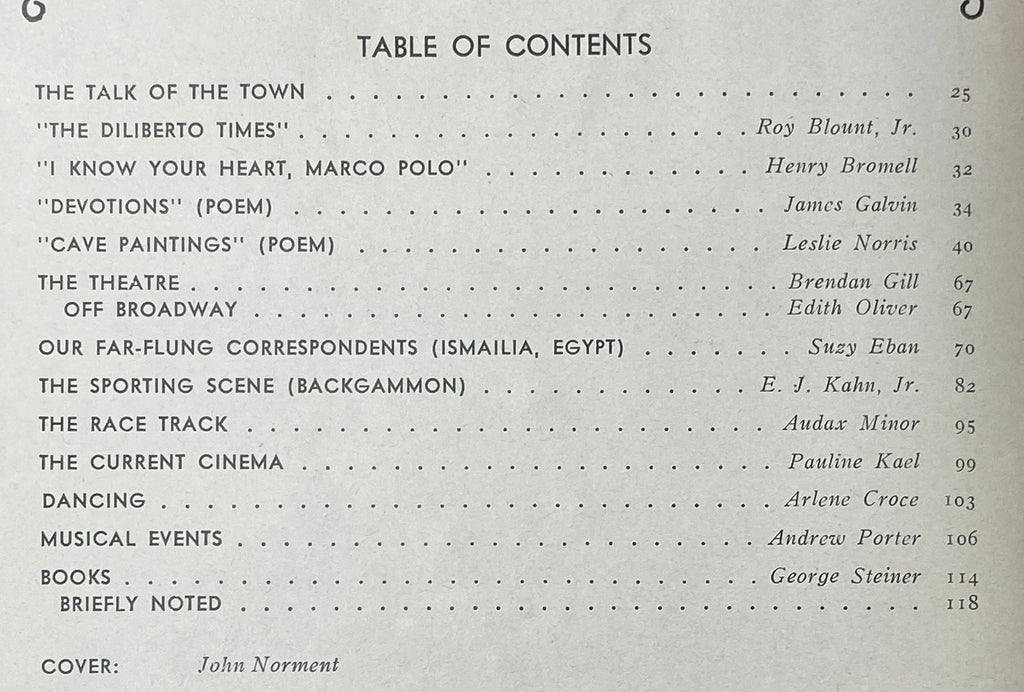 TABLE OF CONTENTS
THE TALK OF THE TOWN . . . . . . . . . . . . . . . . . . . . . . . . . . 25
"THE DILIBERTO TIMES" . . . . . . . . . . . . . . . . . . . . Roy Blount, Jr. 30
"I KNOW YOUR HEART, MARCO POLO" . . . . . . . . . . . . Henry Bromell 32
"DEVOTIONS" (POEM) . . . . . . . . . . . . . . . . . . . . . James Galvin 34
"CAVE PAINTINGS" (POEM) . . . . . . . . . . . . . . . . . . Leslie Norris 40
THE THEATRE . . . . . . . . . . . . . . . . . . . . . . . . . . Brendan Gill 67
OFF BROADWAY . . . . . . . . . . . . . . . . . . . . . . . Edith Oliver 67
OUR FAR-FLUNG CORRESPONDENTS (ISMAILIA, EGYPT) . . . . . . . Suzy Eban 70
THE SPORTING SCENE (BACKGAMMON) . . . . . . . . . . . . E. J. Kahn, Jr. 82
THE RACE TRACK . . . . . . . . . . . . . . . . . . . . . . . Audax Minor 95
THE CURRENT CINEMA . . . . . . . . . . . . . . . . . . . . . Pauline Kael 99
DANCING . . . . . . . . . . . . . . . . . . . . . . . . . . . Arlene Croce 103
MUSICAL EVENTS . . . . . . . . . . . . . . . . . . . . . . . Andrew Porter 106
BOOKS . . . . . . . . . . . . . . . . . . . . . . . . . . . . George Steiner 114
BRIEFLY NOTED . . . . . . . . . . . . . . . . . . . . . . . . . . . . . . 118
COVER: John Norment